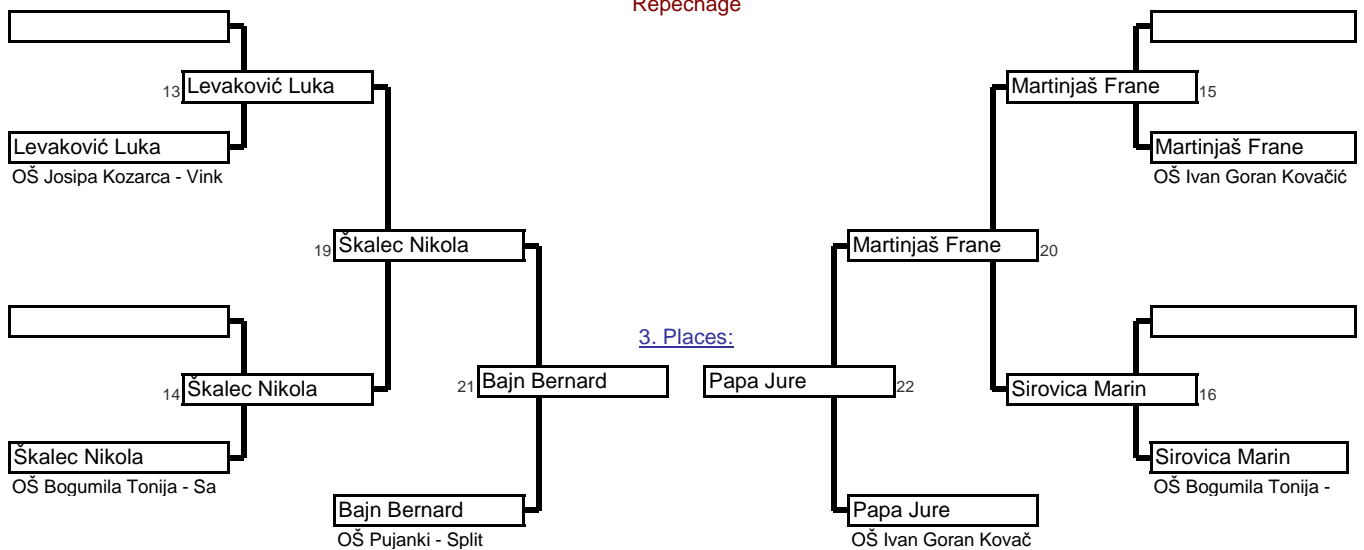 Repechage
13 Levaković Luka
Martinjaš Frane 15
Levaković Luka
OŠ Josipa Kozarca - Vink
Martinjaš Frane
OŠ Ivan Goran Kovačić
19 Škalec Nikola
Martinjaš Frane 20
3. Places:
14 Škalec Nikola
21 Bajn Bernard
Papa Jure 22
Sirovica Marin 16
Škalec Nikola
OŠ Bogumila Tonija - Sa
Sirovica Marin
OŠ Bogumila Tonija -
Bajn Bernard
OŠ Pujanki - Split
Papa Jure
OŠ Ivan Goran Kovač